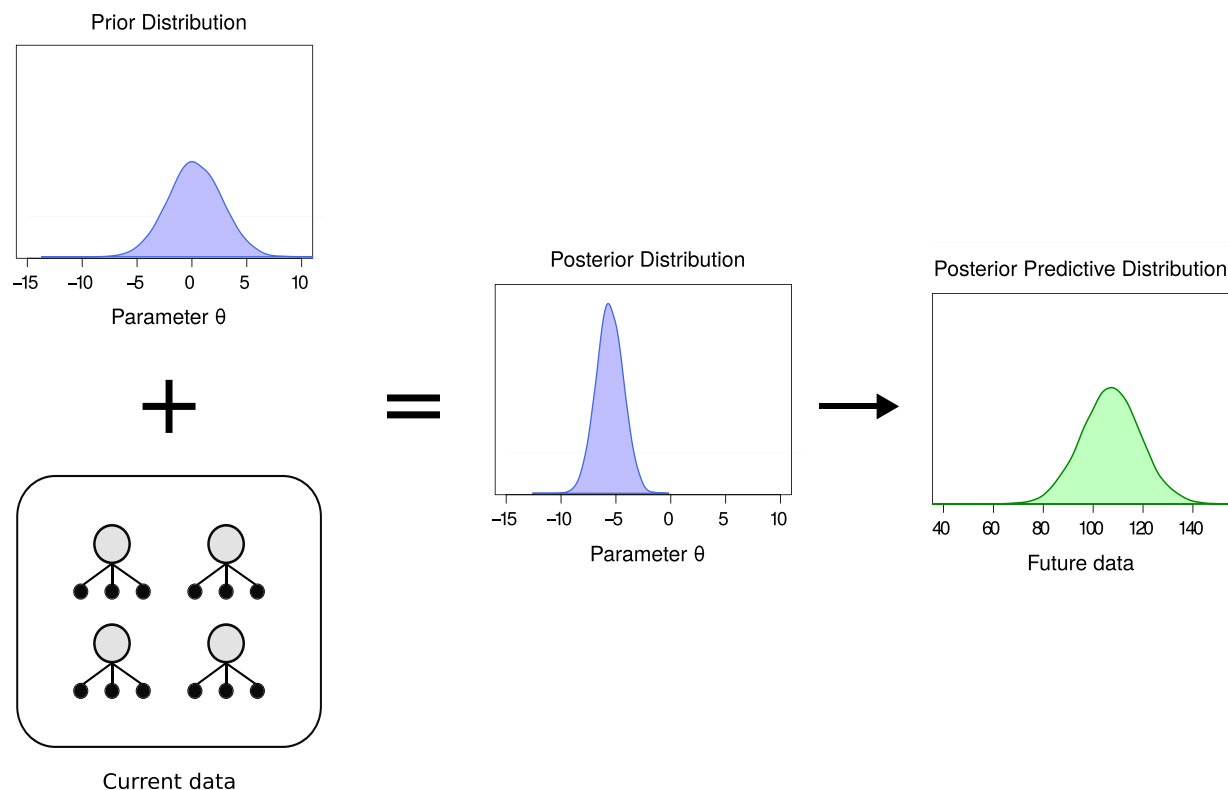 Prior Distribution
−15 −10 −5 0 5 10
Parameter θ
+
Current data
=
Posterior Distribution
−15 −10 −5 0 5 10
Parameter θ
Posterior Predictive Distribution
40 60 80 100 120 140
Future data